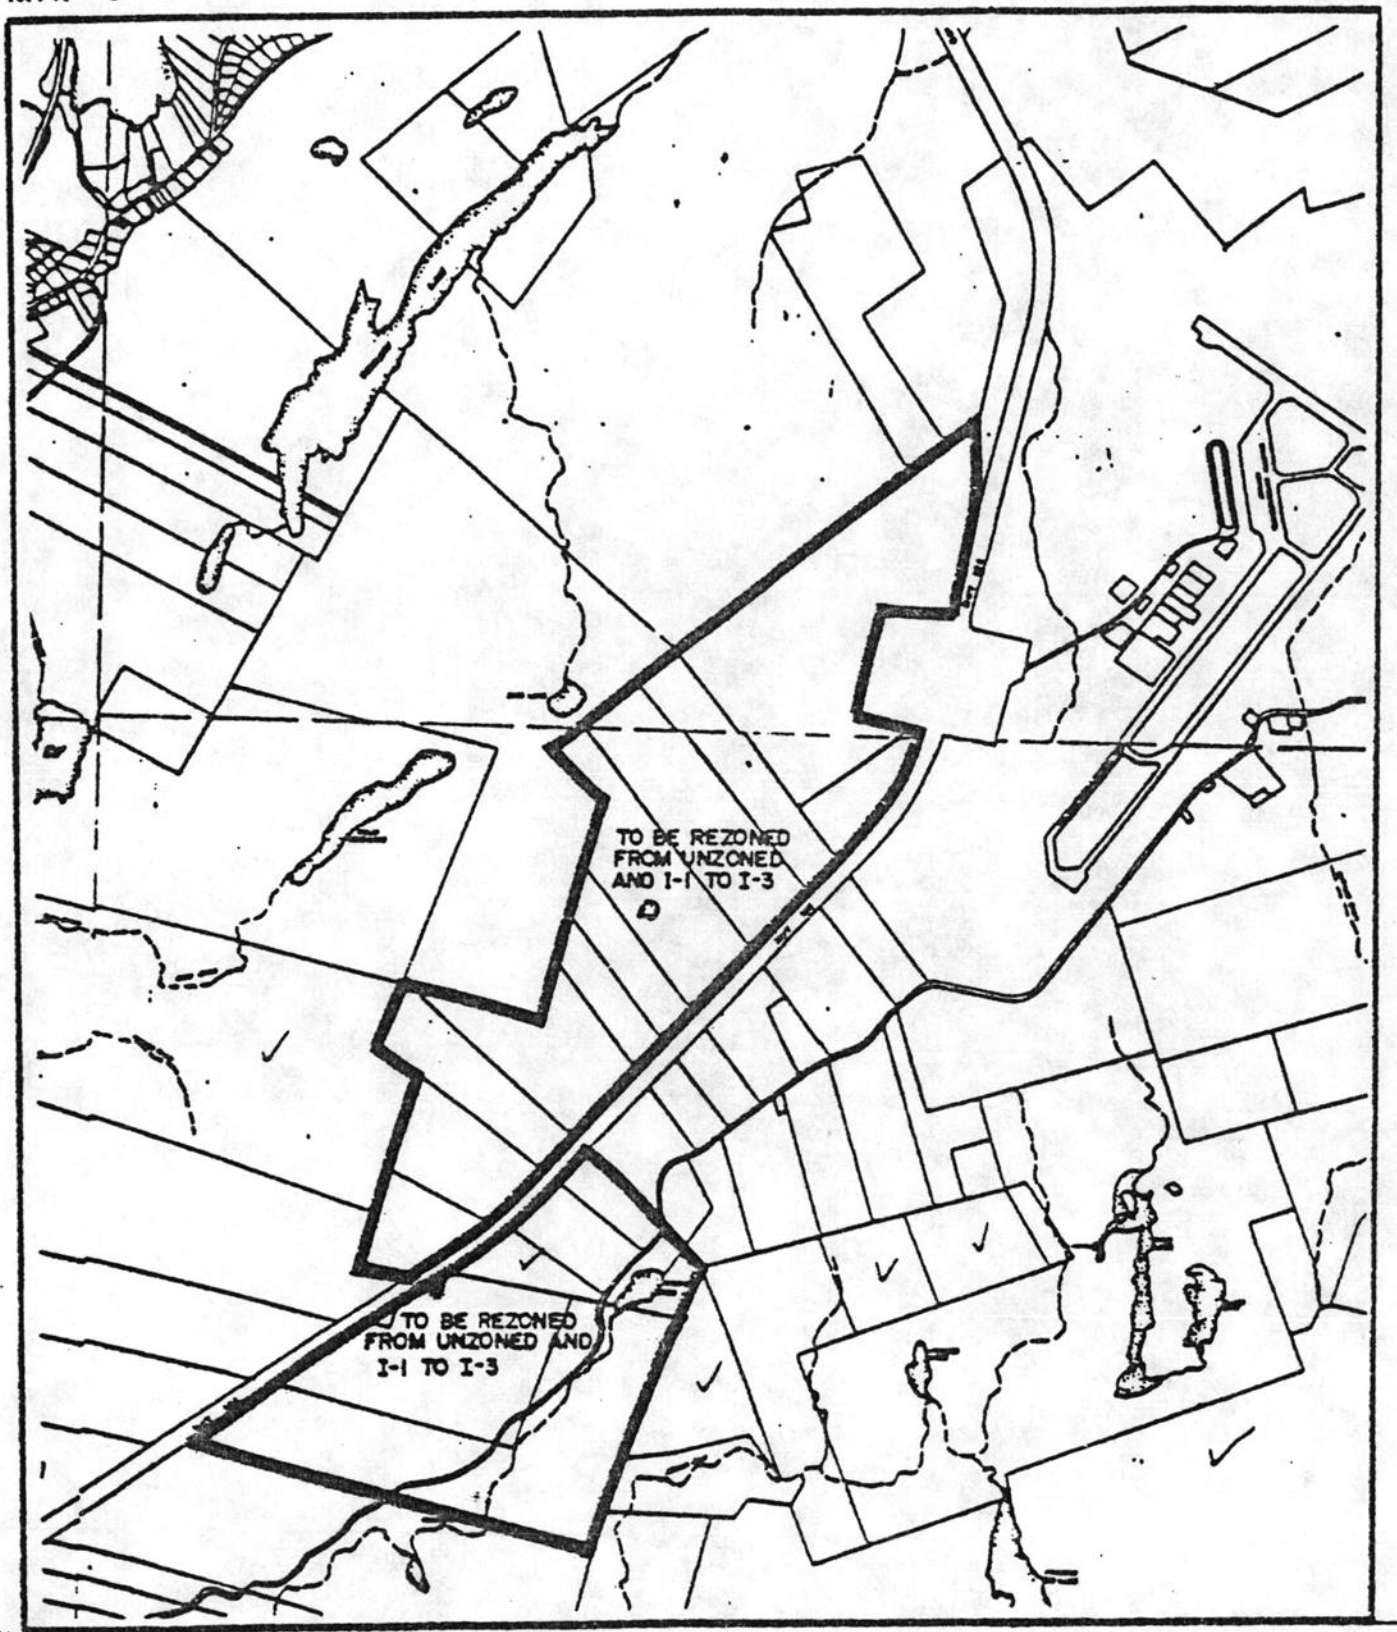 TO BE REZONED
FROM UNZONED
AND I-1 TO I-3
TO BE REZONED
FROM UNZONED AND
I-1 TO I-3